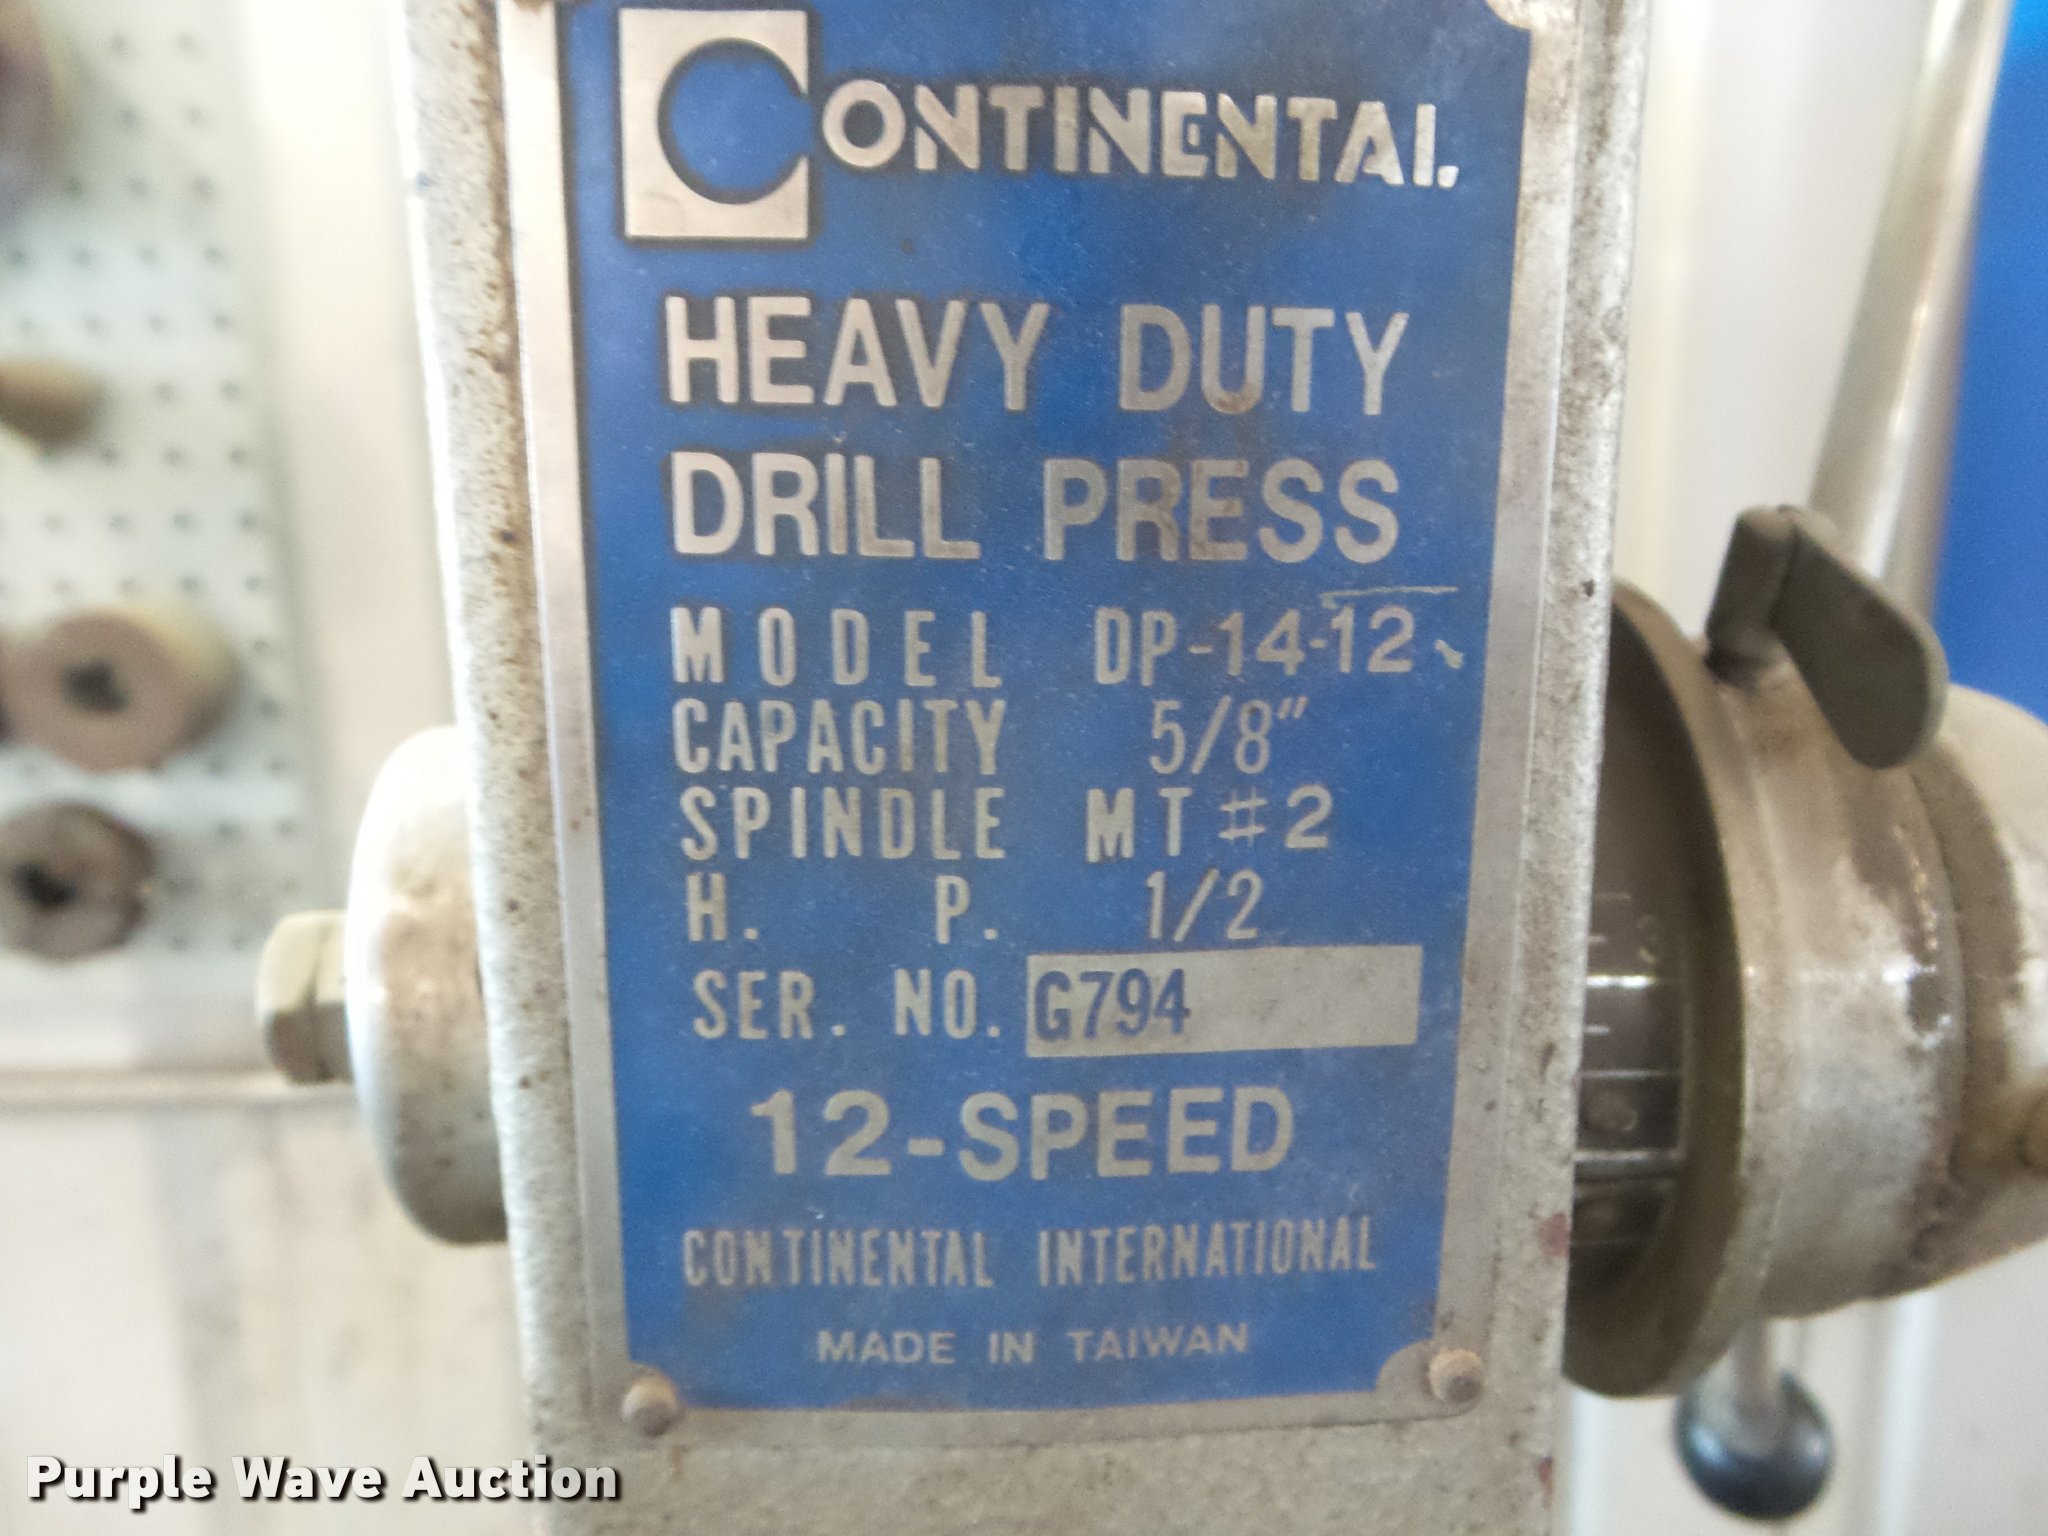 CONTINENTAL
HEAVY DUTY
DRILL PRESS
MODEL DP-14-12
CAPACITY 5/8"
SPINDLE MT #2
H. P. 1/2
SER. NO. G794
12-SPEED
CONTINENTAL INTERNATIONAL
MADE IN TAIWAN
Purple Wave Auction